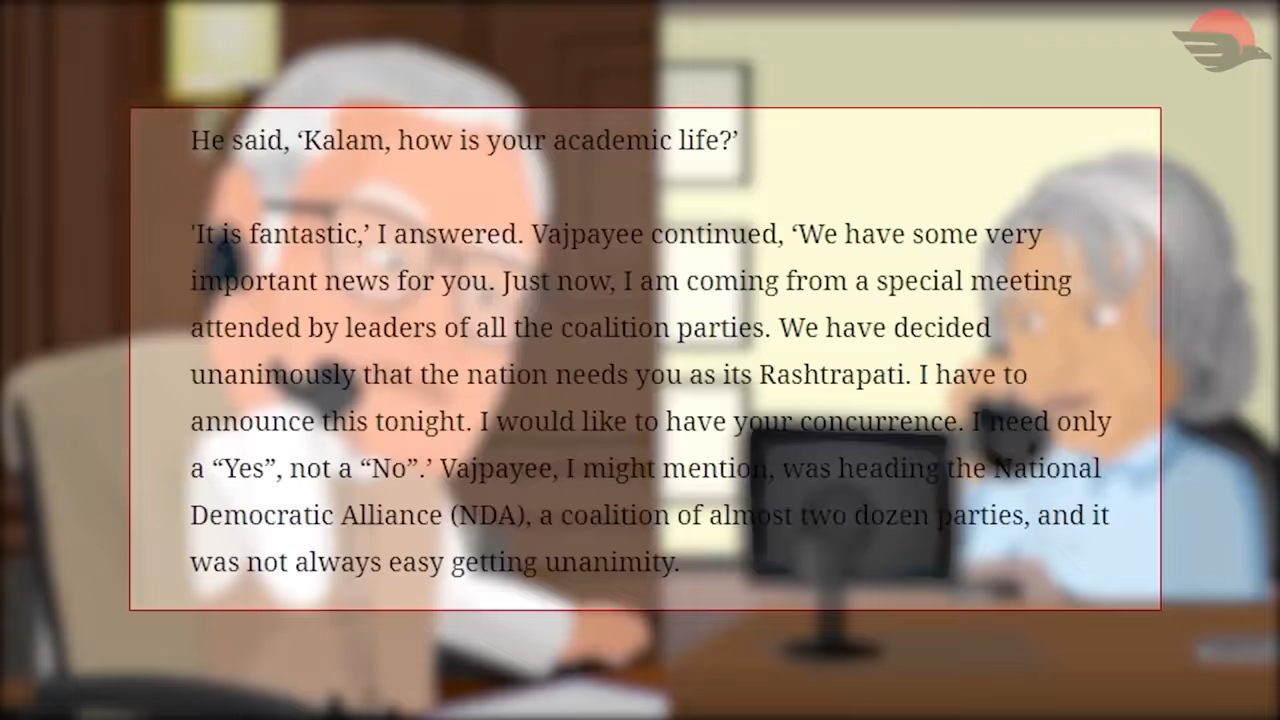 He said, ‘Kalam, how is your academic life?’
'It is fantastic,’ I answered. Vajpayee continued, ‘We have some very
important news for you. Just now, I am coming from a special meeting
attended by leaders of all the coalition parties. We have decided
unanimously that the nation needs you as its Rashtrapati. I have to
announce this tonight. I would like to have your concurrence. I need only
a “Yes”, not a “No”.’ Vajpayee, I might mention, was heading the National
Democratic Alliance (NDA), a coalition of almost two dozen parties, and it
was not always easy getting unanimity.